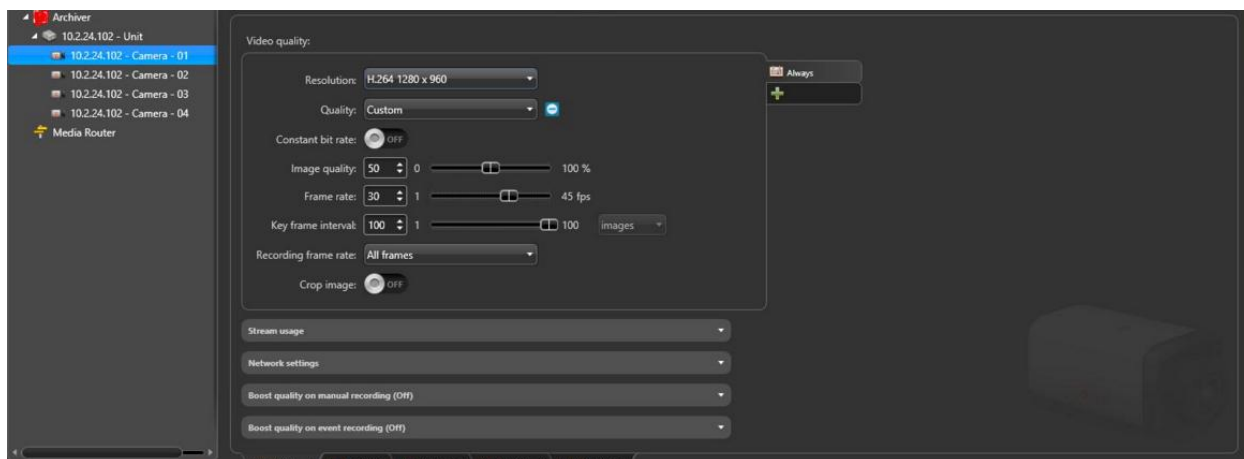 Archiver
10.2.24.102 - Unit
10.2.24.102 - Camera - 01
10.2.24.102 - Camera - 02
10.2.24.102 - Camera - 03
10.2.24.102 - Camera - 04
Media Router
Video quality:
Resolution: H.264 1280 x 960
Quality: Custom
Constant bit rate: OFF
Image quality: 50 0 100 %
Frame rate: 30 1 45 fps
Key frame interval: 100 1 100 images
Recording frame rate: All frames
Crop image: OFF
Always
Stream usage
Network settings
Boost quality on manual recording (Off)
Boost quality on event recording (Off)